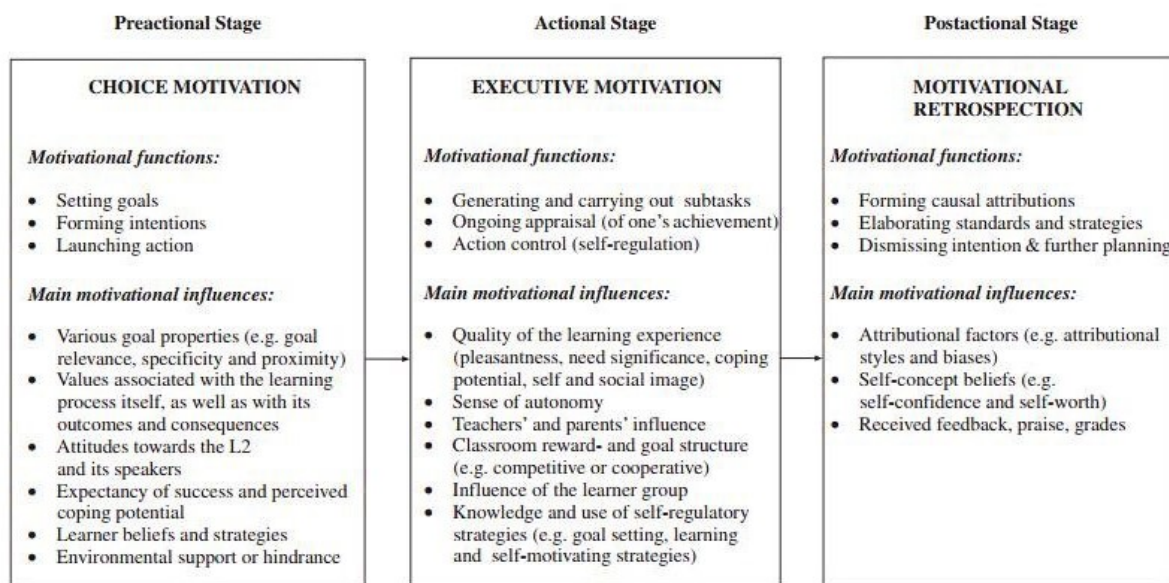 Preactional Stage
Actional Stage
Postactional Stage
CHOICE MOTIVATION
Motivational functions:
• Setting goals
• Forming intentions
• Launching action
Main motivational influences:
• Various goal properties (e.g. goal
relevance, specificity and proximity)
• Values associated with the learning
process itself, as well as with its
outcomes and consequences
• Attitudes towards the L2
and its speakers
• Expectancy of success and perceived
coping potential
• Learner beliefs and strategies
• Environmental support or hindrance
EXECUTIVE MOTIVATION
Motivational functions:
• Generating and carrying out subtasks
• Ongoing appraisal (of one's achievement)
• Action control (self-regulation)
Main motivational influences:
• Quality of the learning experience
(pleasantness, need significance, coping
potential, self and social image)
• Sense of autonomy
• Teachers' and parents' influence
• Classroom reward- and goal structure
(e.g. competitive or cooperative)
• Influence of the learner group
• Knowledge and use of self-regulatory
strategies (e.g. goal setting, learning
and self-motivating strategies)
MOTIVATIONAL
RETROSPECTION
Motivational functions:
• Forming causal attributions
• Elaborating standards and strategies
• Dismissing intention & further planning
Main motivational influences:
• Attributional factors (e.g. attributional
styles and biases)
• Self-concept beliefs (e.g.
self-confidence and self-worth)
• Received feedback, praise, grades